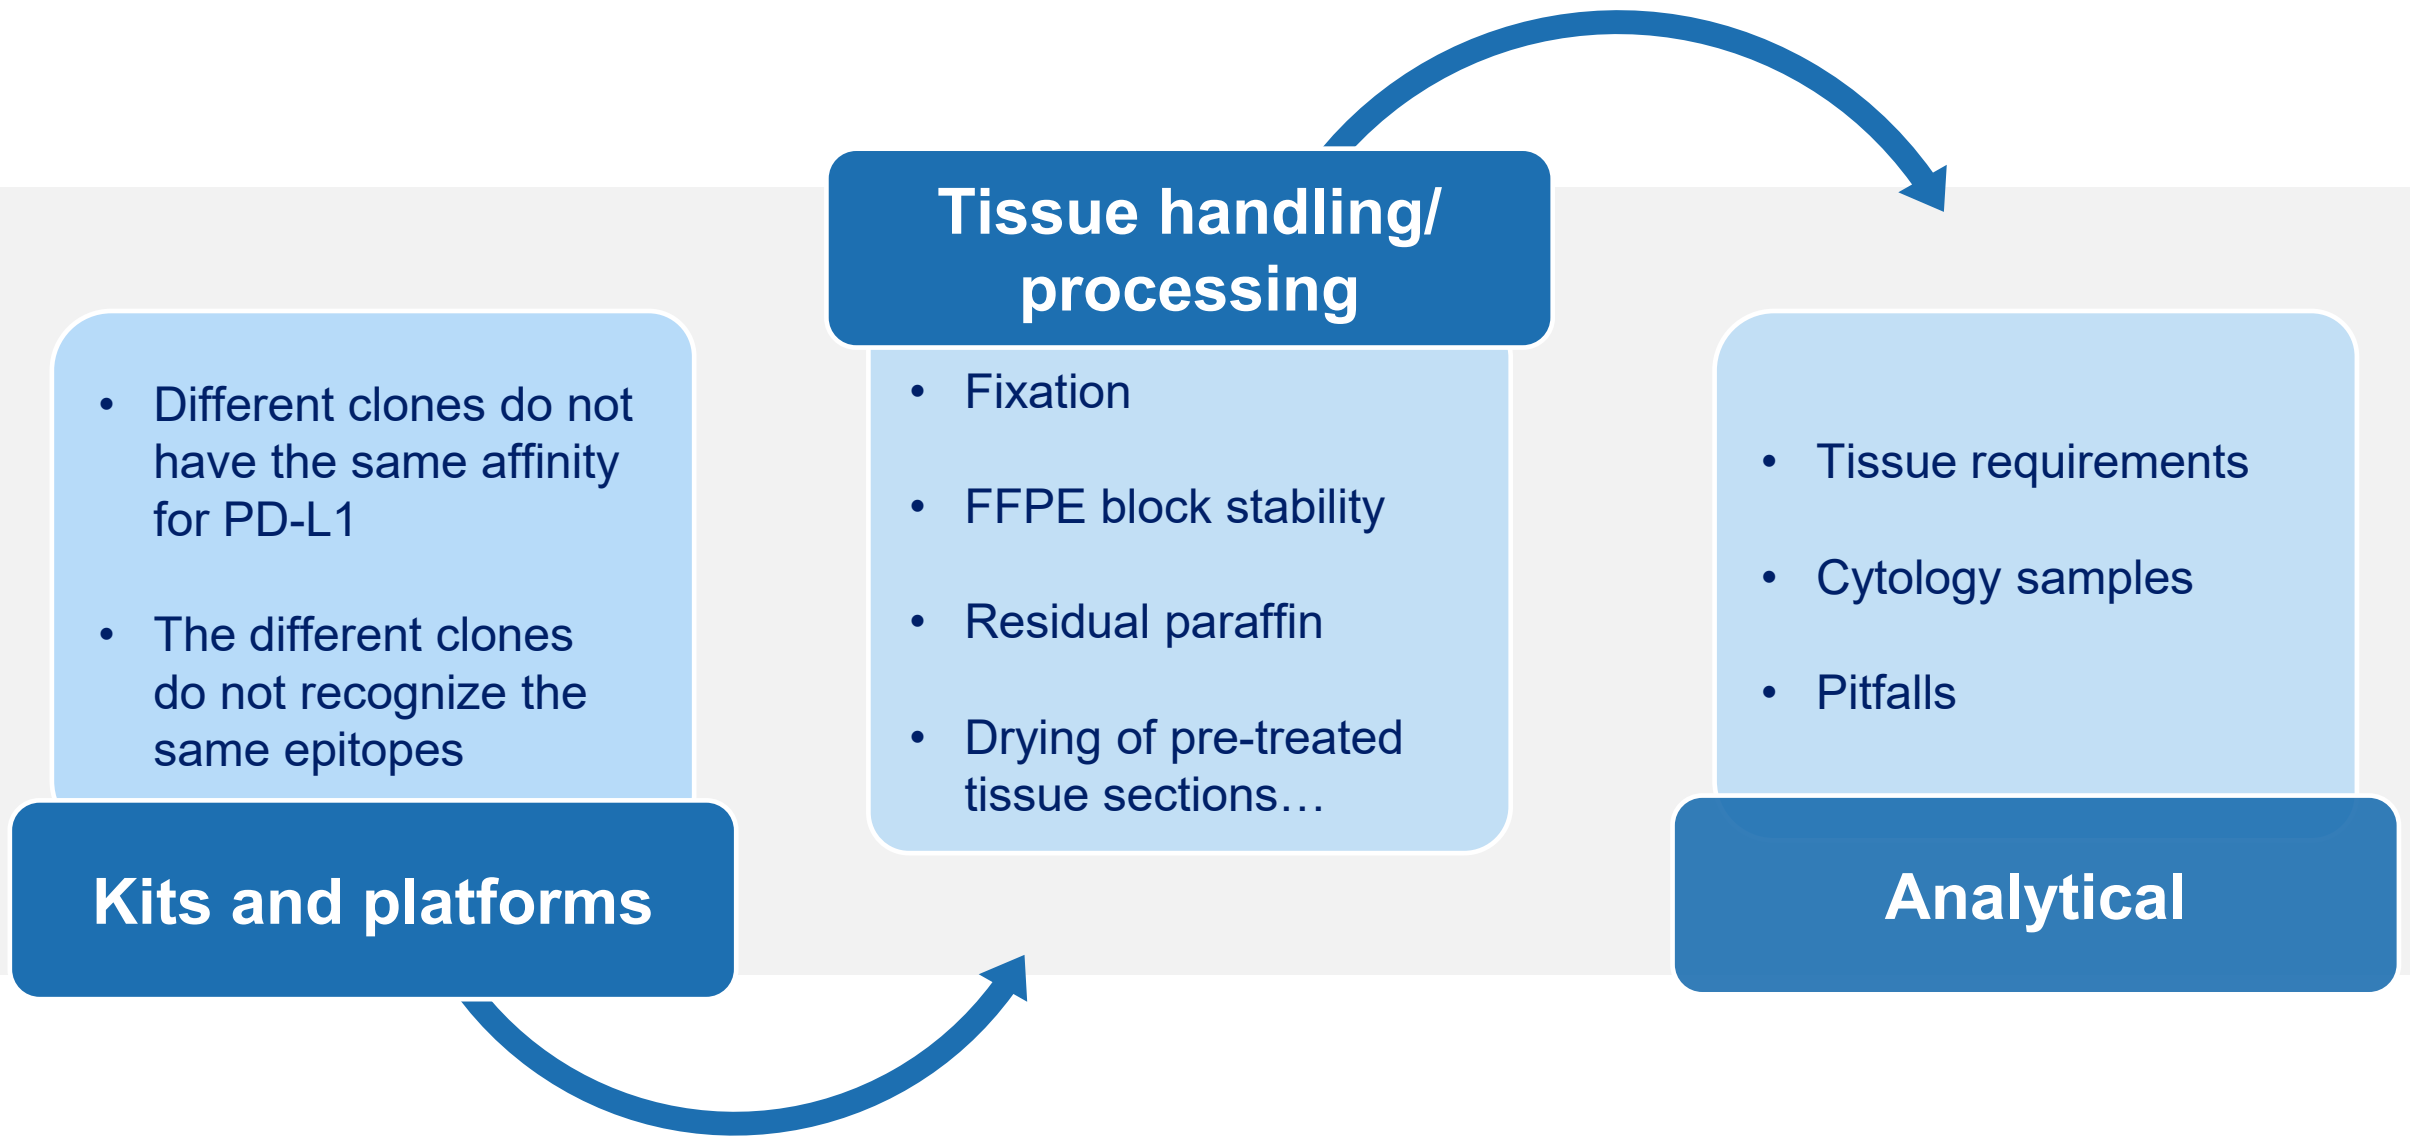 • Different clones do not
have the same affinity
for PD-L1
• The different clones
do not recognize the
same epitopes
Kits and platforms
Tissue handling/
processing
• Fixation
• FFPE block stability
• Residual paraffin
• Drying of pre-treated
tissue sections…
• Tissue requirements
• Cytology samples
• Pitfalls
Analytical